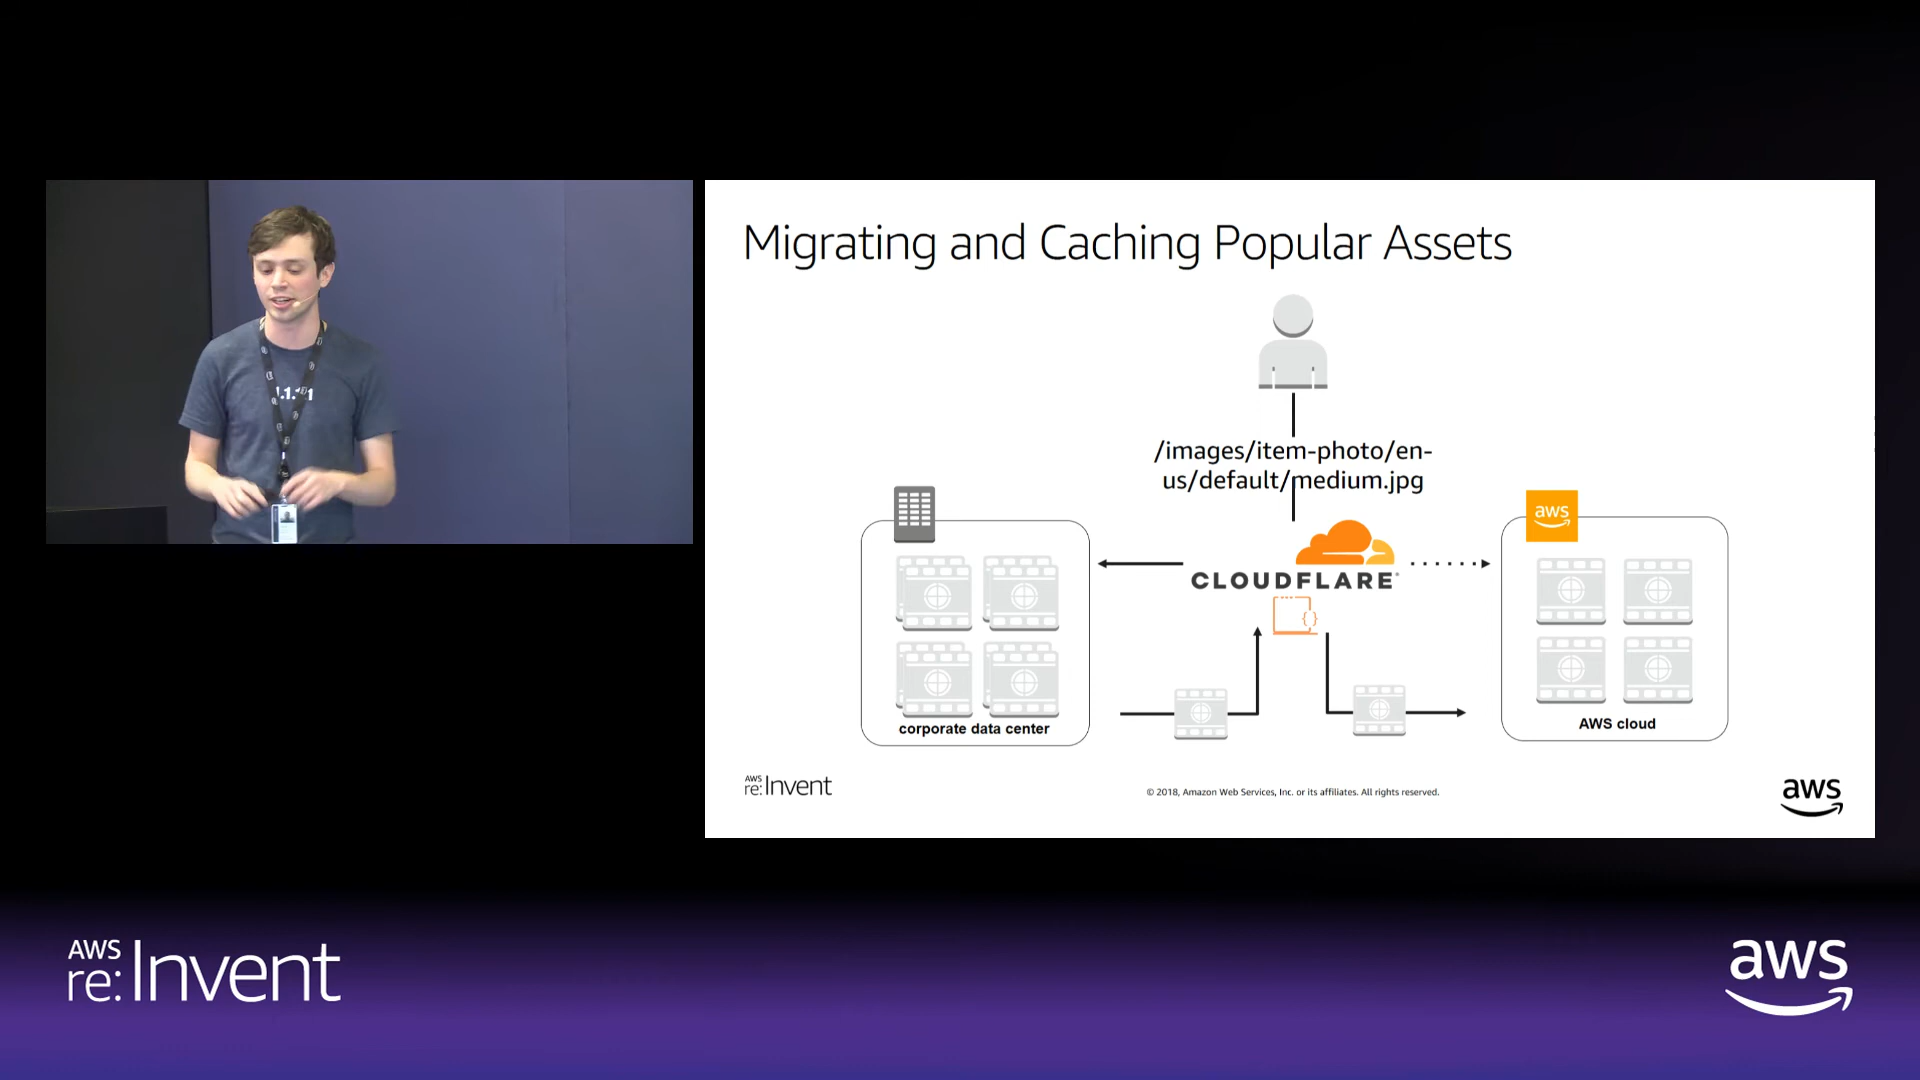 Migrating and Caching Popular Assets
/images/item-photo/en-
us/default/medium.jpg
aws
CLOUDFLARE
{}
corporate data center
AWS cloud
AWS
re:Invent
© 2018, Amazon Web Services, Inc. or its affiliates. All rights reserved.
aws
AWS
re:Invent
aws